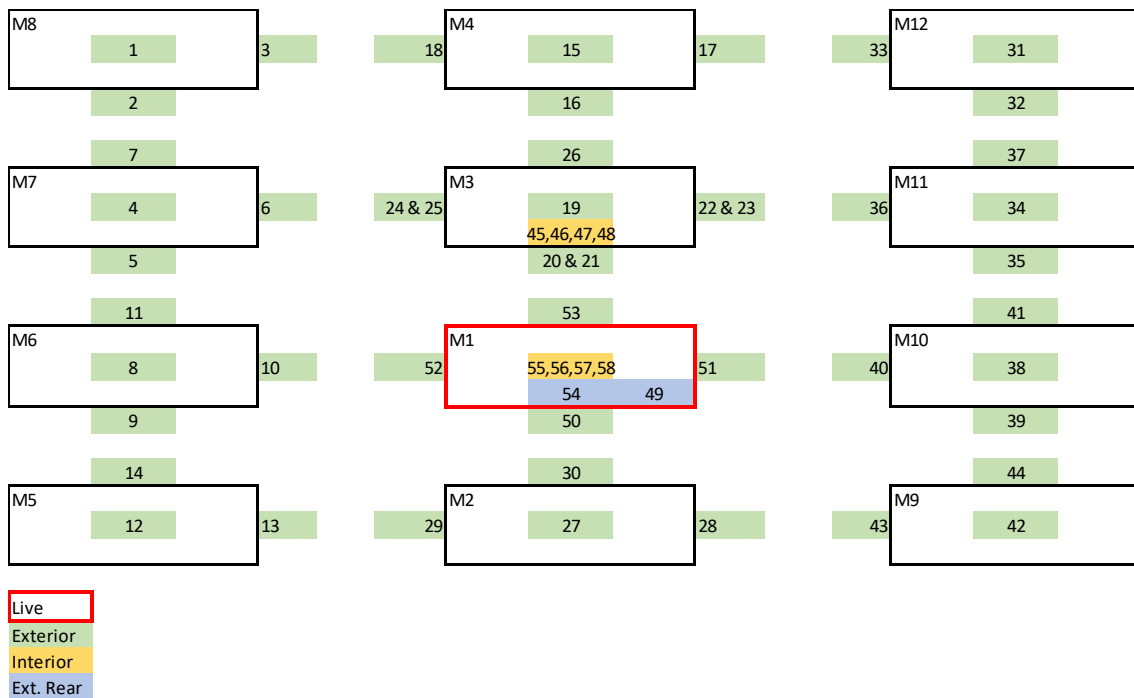 M8 M4 M12
1 3 18 15 17 33 31
2 16 32
7 26 37
M7 M3 M11
4 6 24 & 25 19 22 & 23 36 34
45,46,47,48
5 20 & 21 35
11 53 41
M6 M1 M10
8 10 52 55,56,57,58 51 40 38
54 49
9 50 39
14 30 44
M5 M2 M9
12 13 29 27 28 43 42
Live
Exterior
Interior
Ext. Rear